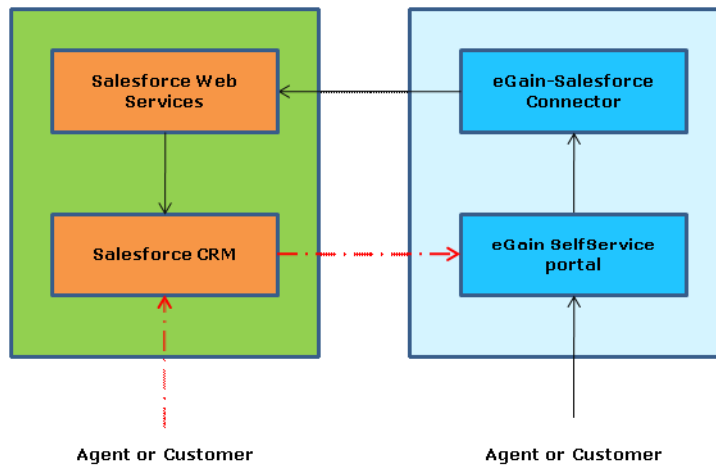 Salesforce Web
Services
eGain-Salesforce
Connector
Salesforce CRM
eGain SelfService
portal
Agent or Customer
Agent or Customer